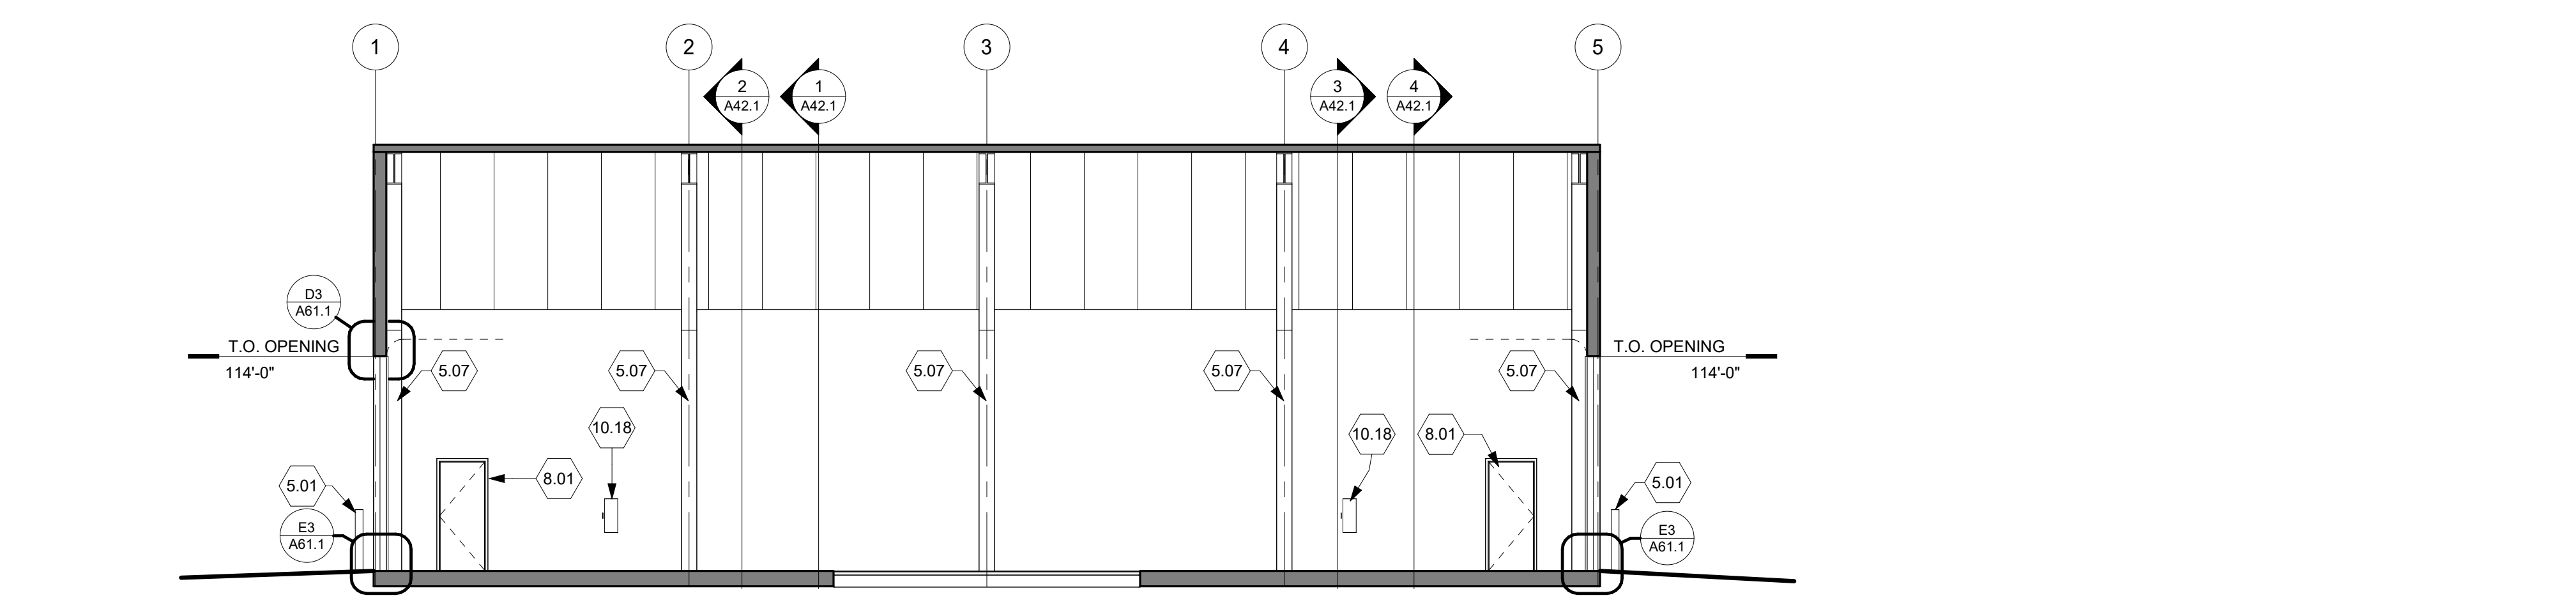 1
2
3
4
5
2
A42.1
1
A42.1
3
A42.1
4
A42.1
D3
A61.1
T.O. OPENING
114'-0"
T.O. OPENING
114'-0"
5.07
5.07
5.07
5.07
5.07
10.18
10.18
8.01
8.01
5.01
5.01
E3
A61.1
E3
A61.1